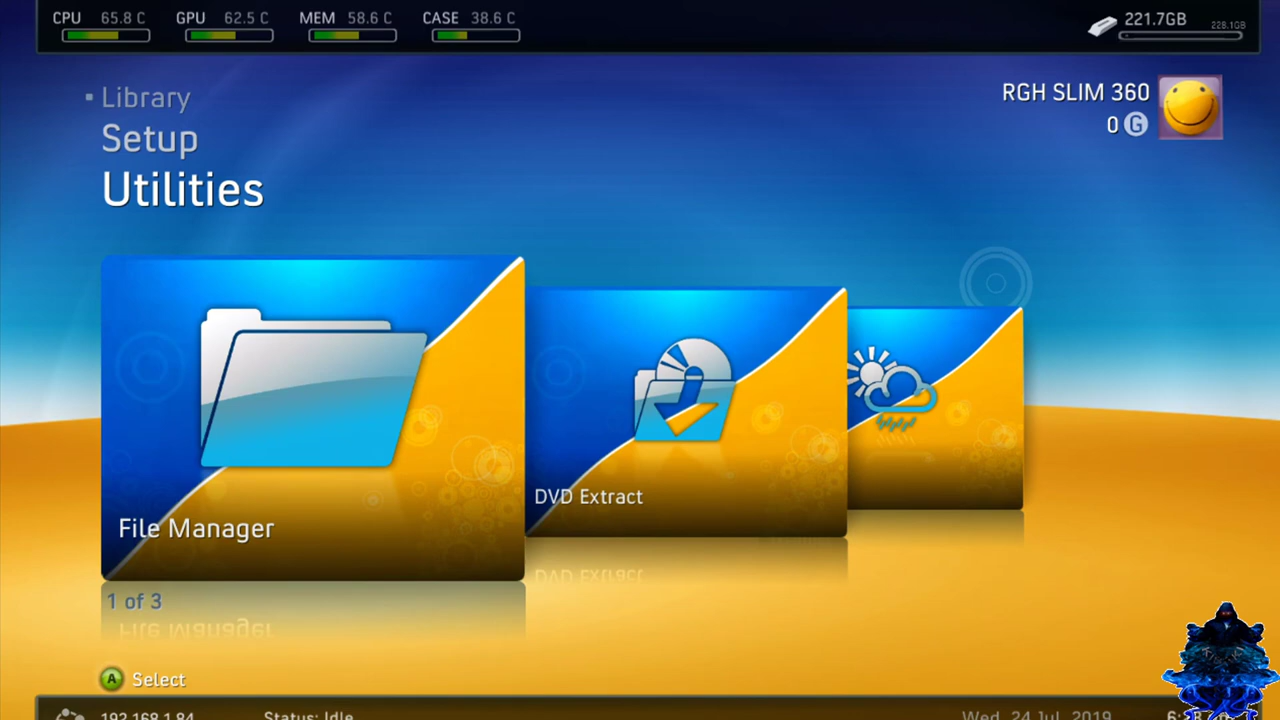 CPU 65.8 C GPU 62.5 C MEM 58.6 C CASE 38.6 C 221.7GB 228.1GB
Library
RGH SLIM 360
0 G
Setup
Utilities
File Manager
DVD Extract
1 of 3
A Select
192.168.1.84 Status: Idle Wed, 24 Jul, 2019